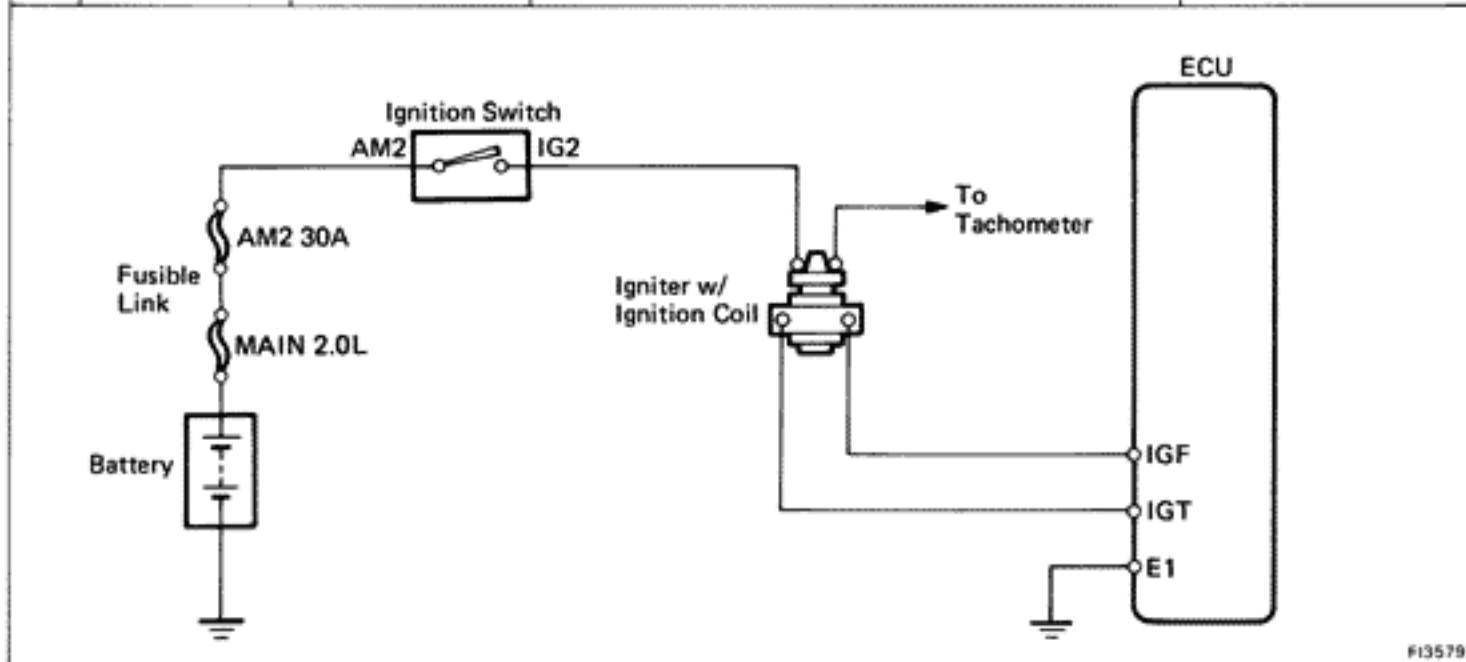 ECU
Ignition Switch
AM2
IG2
To
Tachometer
AM2 30A
Fusible
Link
Igniter w/
Ignition Coil
MAIN 2.0L
Battery
IGF
IGT
E1
FI3579